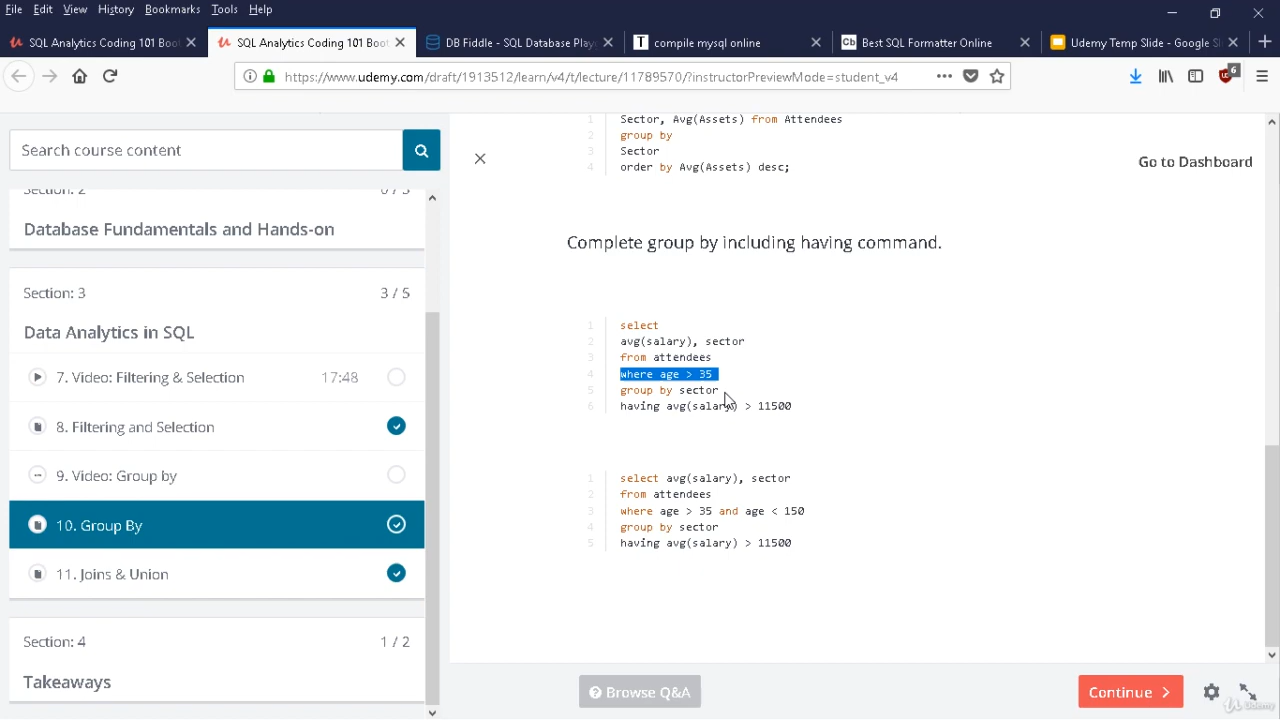 File Edit View History Bookmarks Tools Help
SQL Analytics Coding 101 Boot
SQL Analytics Coding 101 Boot
DB Fiddle - SQL Database Play
compile mysql online
Best SQL Formatter Online
Udemy Temp Slide - Google S
https://www.udemy.com/draft/1913512/learn/v4/t/lecture/11789570/?instructorPreviewMode=student_v4
6
Search course content
Go to Dashboard
Section: 2 0 / 3
Database Fundamentals and Hands-on
Section: 3 3 / 5
Data Analytics in SQL
7. Video: Filtering & Selection 17:48
8. Filtering and Selection
9. Video: Group by
10. Group By
11. Joins & Union
Section: 4 1 / 2
Takeaways
1 Sector, Avg(Assets) from Attendees
2 group by
3 Sector
4 order by Avg(Assets) desc;
Complete group by including having command.
1 select
2 avg(salary), sector
3 from attendees
4 where age > 35
5 group by sector
6 having avg(salary) > 11500
1 select avg(salary), sector
2 from attendees
3 where age > 35 and age < 150
4 group by sector
5 having avg(salary) > 11500
? Browse Q&A
Continue
Udemy